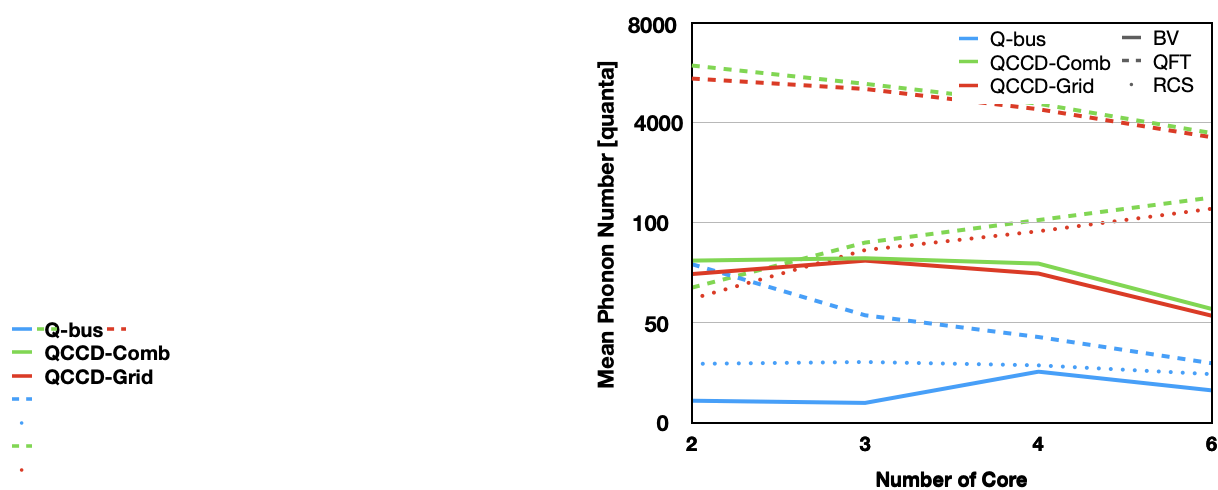 Q-bus
QCCD-Comb
QCCD-Grid
Mean Phonon Number [quanta]
8000
4000
100
50
0
Q-bus
QCCD-Comb
QCCD-Grid
BV
QFT
RCS
2 3 4 6
Number of Core